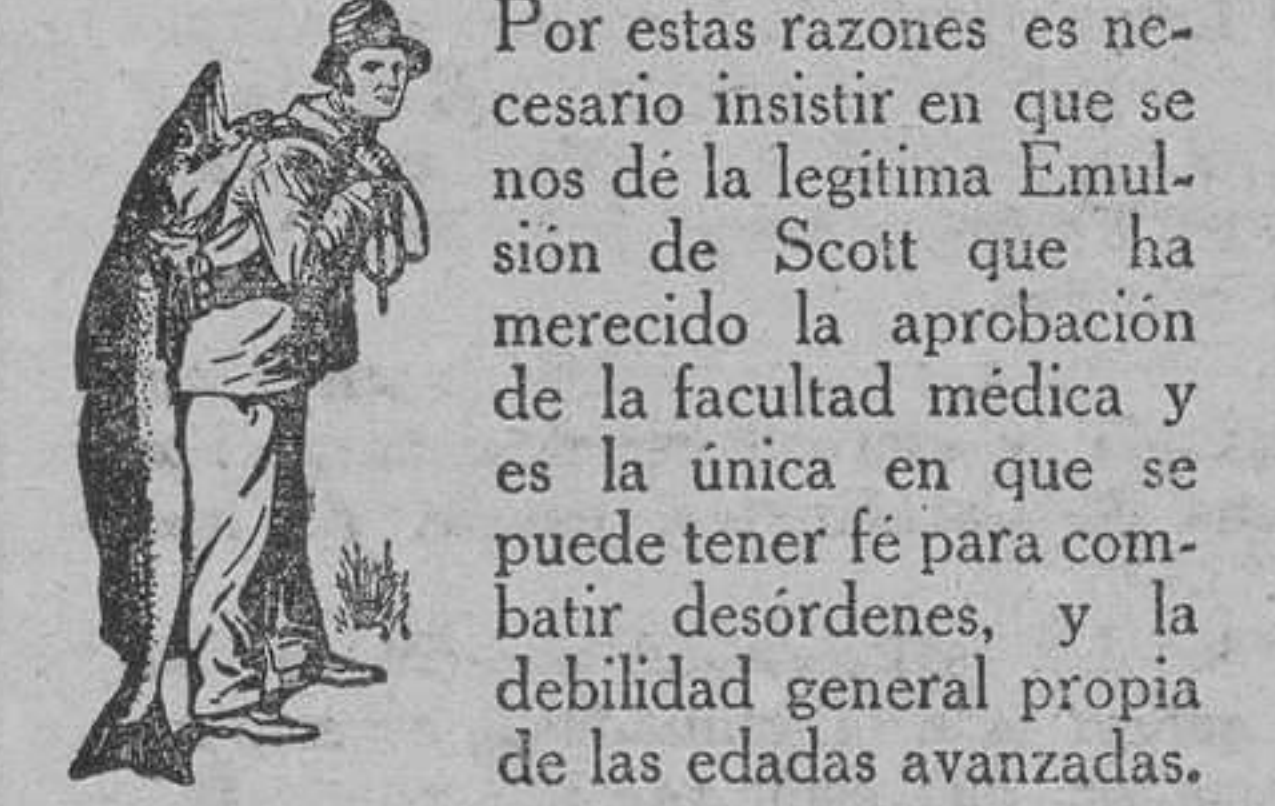 Por estas razones es ne-
cesario insistir en que se
nos dé la legítima Emul-
sión de Scott que ha
merecido la aprobación
de la facultad médica y
es la única en que se
puede tener fé para com-
batir desórdenes, y la
debilidad general propia
de las edadas avanzadas.